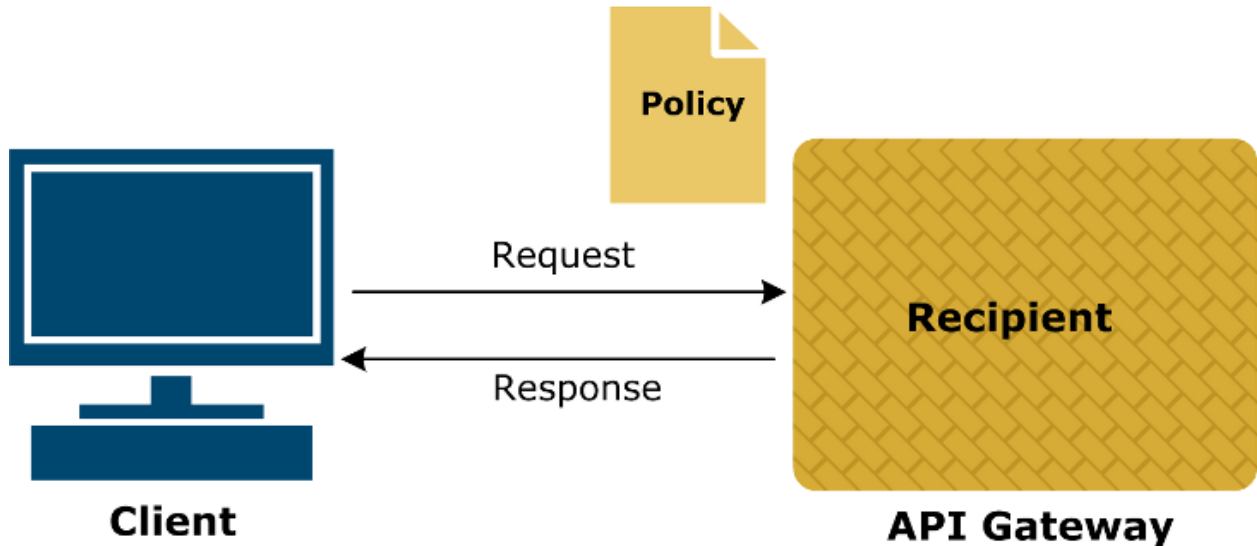 Policy
Request
Recipient
Response
Client
API Gateway